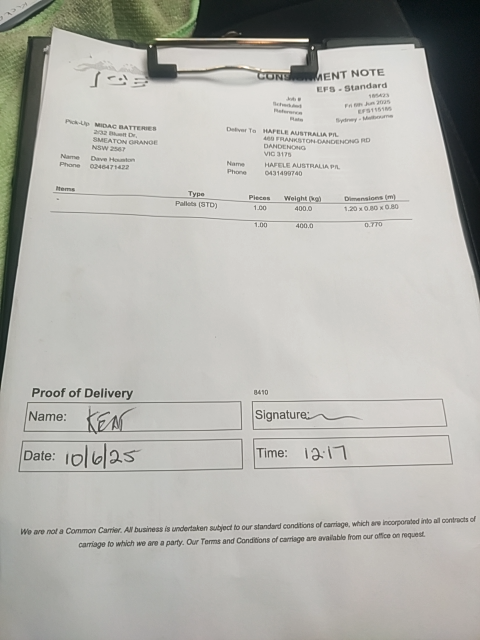 CONSIGNMENT NOTE
EFS - Standard
Job # 185423
Scheduled Fri 6th Jun 2025
Reference EFS115185
Rate Sydney - Melbourne
Pick-Up MIDAC BATTERIES
2/32 Bluett Dr,
SMEATON GRANGE
NSW 2567
Name Dave Houston
Phone 0246471422
Deliver To HAFELE AUSTRALIA P/L
469 FRANKSTON-DANDENONG RD
DANDENONG
VIC 3175
Name HAFELE AUSTRALIA P/L
Phone 0431499740
Items Type Pieces Weight (kg) Dimensions (m)
- Pallets (STD) 1.00 400.0 1.20 x 0.80 x 0.80
1.00 400.0 0.770
Proof of Delivery 8410
Name: KEN Signature:
Date: 10/6/25 Time: 12:17
We are not a Common Carrier. All business is undertaken subject to our standard conditions of carriage, which are incorporated into all contracts of
carriage to which we are a party. Our Terms and Conditions of carriage are available from our office on request.